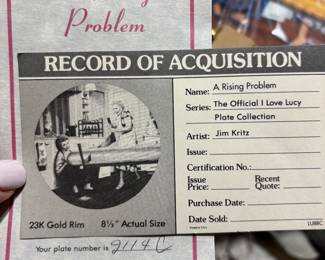 Problem
RECORD OF ACQUISITION
Name: A Rising Problem
Series: The Official I Love Lucy
Plate Collection
Artist: Jim Kritz
Issue:
Certification No.:
Issue
Price:
Recent
Quote:
Purchase Date:
Date Sold:
23K Gold Rim 8½" Actual Size
Your plate number is 9114C